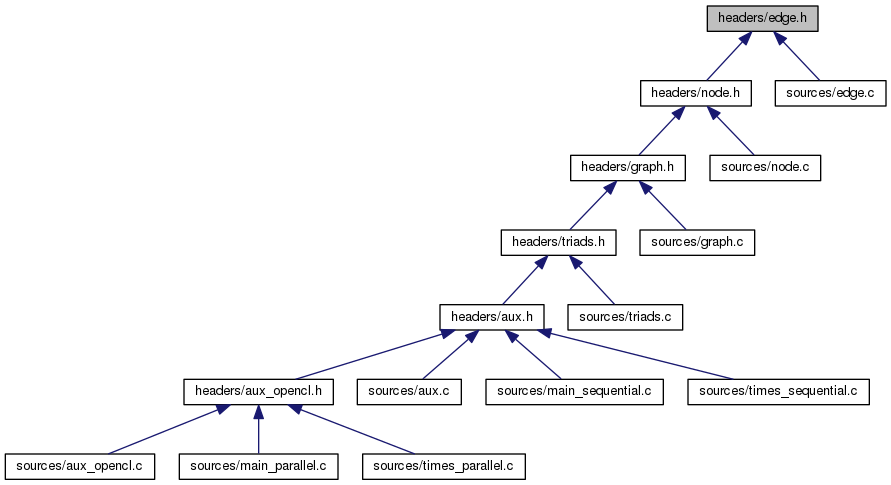 headers/edge.h
headers/node.h
sources/edge.c
headers/graph.h
sources/node.c
headers/triads.h
sources/graph.c
headers/aux.h
sources/triads.c
headers/aux_opencl.h
sources/aux.c
sources/main_sequential.c
sources/times_sequential.c
sources/aux_opencl.c
sources/main_parallel.c
sources/times_parallel.c